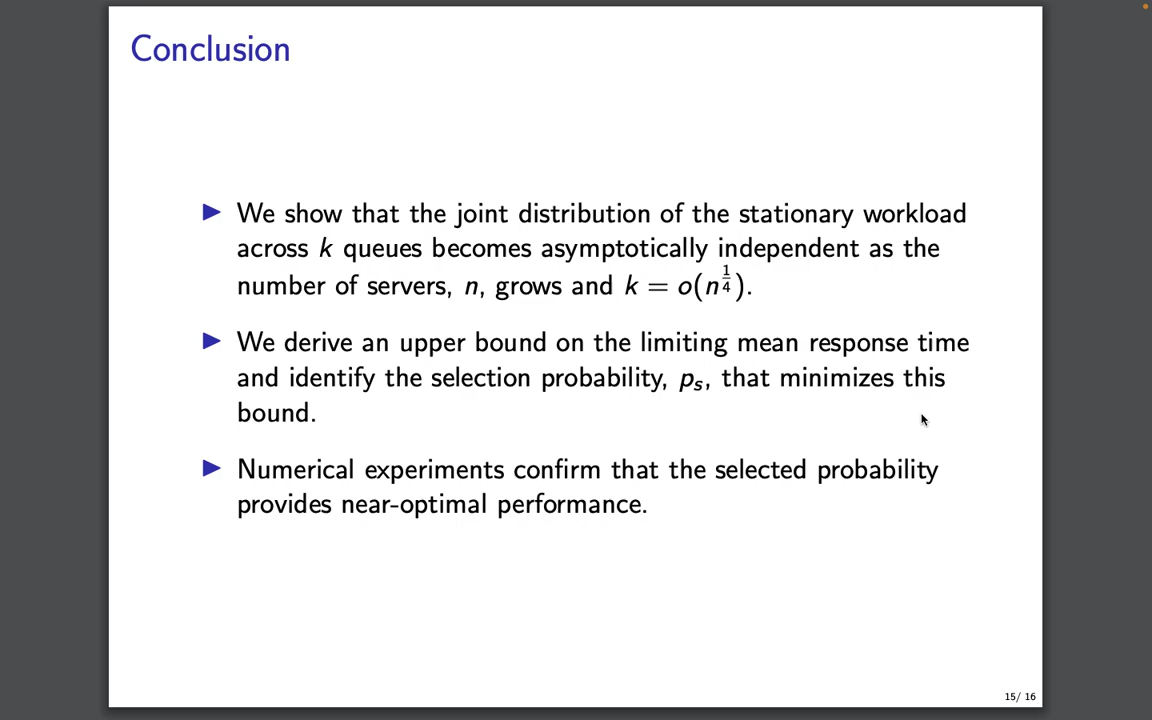 Conclusion
▶ We show that the joint distribution of the stationary workload
across k queues becomes asymptotically independent as the
number of servers, n, grows and k = o(n^{1/4}).
▶ We derive an upper bound on the limiting mean response time
and identify the selection probability, p_s, that minimizes this
bound.
▶ Numerical experiments confirm that the selected probability
provides near-optimal performance.
15/ 16